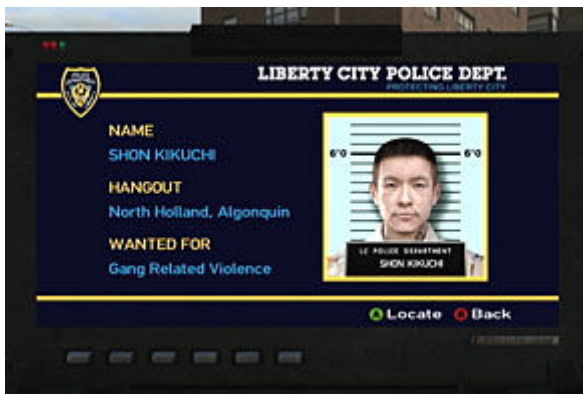 LIBERTY CITY POLICE DEPT.
PROTECTING LIBERTY CITY
NAME
SHON KIKUCHI
HANGOUT
North Holland, Algonquin
WANTED FOR
Gang Related Violence
6'0 6'0
LC POLICE DEPARTMENT
SHON KIKUCHI
A Locate B Back